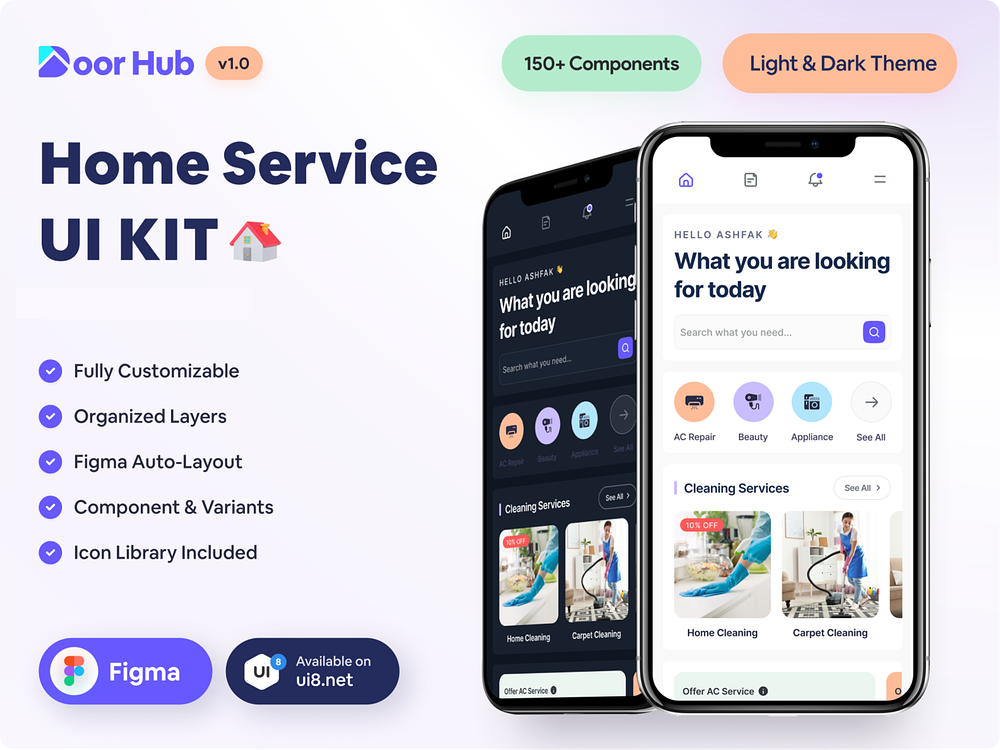 Door Hub
v1.0
150+ Components
Light & Dark Theme
Home Service
UI KIT
Fully Customizable
Organized Layers
Figma Auto-Layout
Component & Variants
Icon Library Included
Figma
UI
8
Available on
ui8.net
HELLO ASHFAK 👋
What you are looking
for today
Search what you need...
AC Repair
Beauty
Appliance
See All
Cleaning Services
See All
10% OFF
Home Cleaning
Carpet Cleaning
Offer AC Service
HELLO ASHFAK 👋
What you are looking
for today
Search what you need...
AC Repair
Beauty
Appliance
See All
Cleaning Services
See All
10% OFF
Home Cleaning
Carpet Cleaning
Offer AC Service
O